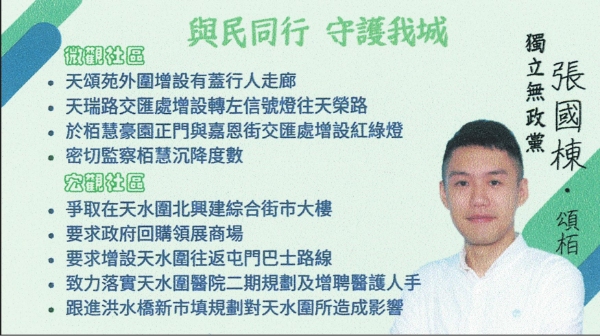 與民同行 守護我城
微觀社區
天頌苑外圍增設有蓋行人走廊
天瑞路交匯處增設轉左信號燈往天榮路
於栢慧豪園正門與嘉恩街交匯處增設紅綠燈
密切監察栢慧沉降度數
宏觀社區
爭取在天水圍北興建綜合街市大樓
要求政府回購領展商場
要求增設天水圍往返屯門巴士路線
致力落實天水圍醫院二期規劃及增聘醫護人手
跟進洪水橋新市填規劃對天水圍所造成影響
獨立無政黨
張國棟・頌栢